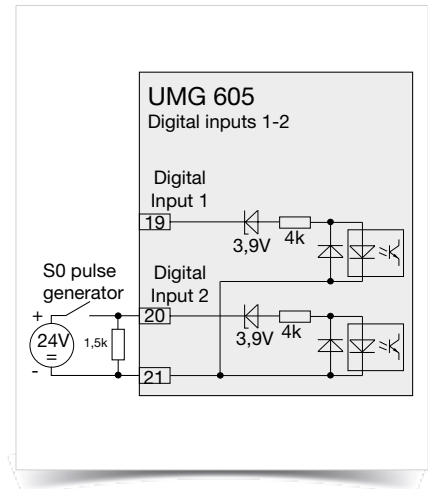 UMG 605
Digital inputs 1-2
Digital
Input 1
19
3,9V
4k
S0 pulse
generator
Digital
Input 2
+
20
24V
=
1,5k
3,9V
4k
-
21